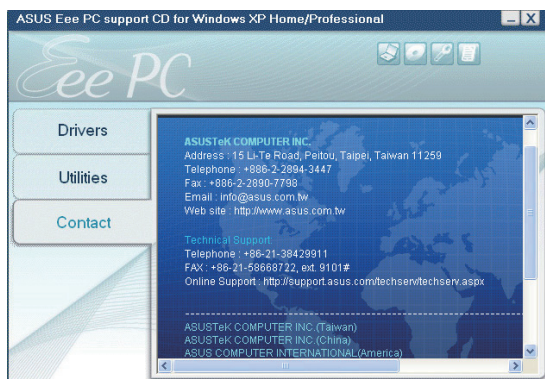 ASUS Eee PC support CD for Windows XP Home/Professional
Eee PC
Drivers
Utilities
Contact
ASUSTeK COMPUTER INC.
Address : 15 Li-Te Road, Peitou, Taipei, Taiwan 11259
Telephone : +886-2-2894-3447
Fax : +886-2-2890-7798
Email : info@asus.com.tw
Web site : http://www.asus.com.tw
Technical Support
Telephone : +86-21-38429911
FAX : +86-21-58668722, ext. 9101#
Online Support : http://support.asus.com/techserv/techserv.aspx
ASUSTeK COMPUTER INC.(Taiwan)
ASUSTeK COMPUTER INC.(China)
ASUS COMPUTER INTERNATIONAL(America)